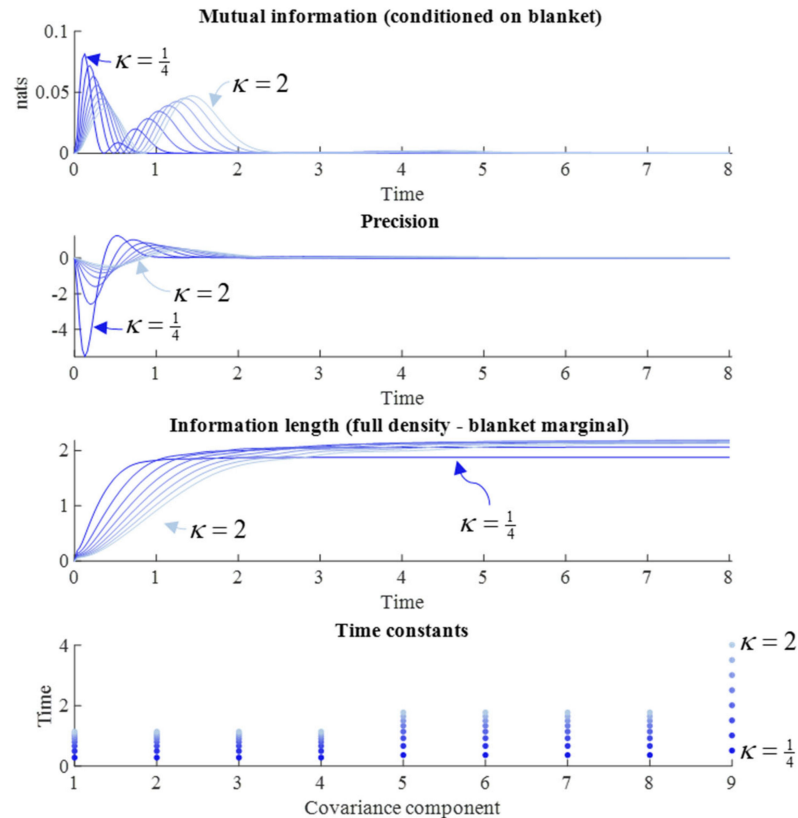 Mutual information (conditioned on blanket)
0.1
κ = 1/4
κ = 2
nats
0.05
0
0 1 2 3 4 5 6 7 8
Time
Precision
0
κ = 2
-2
κ = 1/4
-4
0 1 2 3 4 5 6 7 8
Time
Information length (full density - blanket marginal)
2
1
κ = 2
κ = 1/4
0
0 1 2 3 4 5 6 7 8
Time
Time constants
4
κ = 2
Time
2
κ = 1/4
0
1 2 3 4 5 6 7 8 9
Covariance component